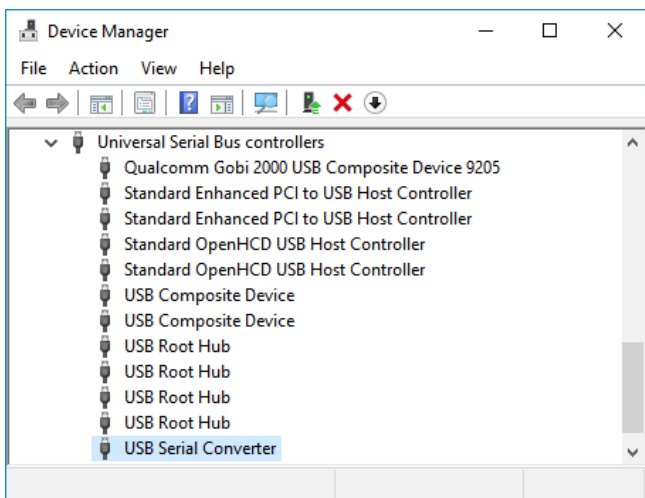 Device Manager
File Action View Help
Universal Serial Bus controllers
Qualcomm Gobi 2000 USB Composite Device 9205
Standard Enhanced PCI to USB Host Controller
Standard Enhanced PCI to USB Host Controller
Standard OpenHCD USB Host Controller
Standard OpenHCD USB Host Controller
USB Composite Device
USB Composite Device
USB Root Hub
USB Root Hub
USB Root Hub
USB Root Hub
USB Serial Converter